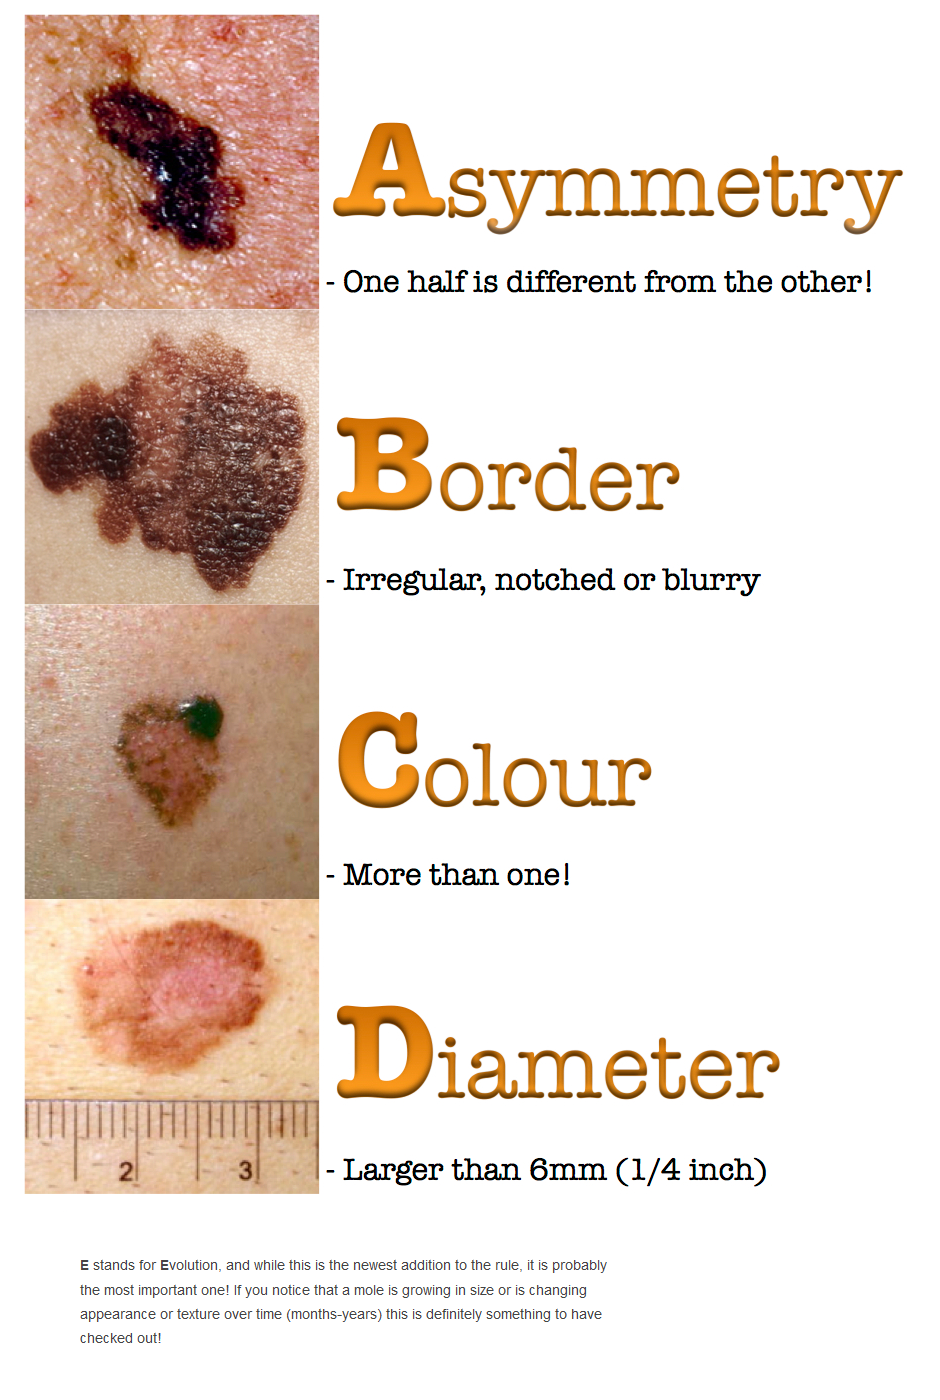 Asymmetry
- One half is different from the other!
Border
- Irregular, notched or blurry
Colour
- More than one!
Diameter
2 3
- Larger than 6mm (1/4 inch)
E stands for Evolution, and while this is the newest addition to the rule, it is probably
the most important one! If you notice that a mole is growing in size or is changing
appearance or texture over time (months-years) this is definitely something to have
checked out!